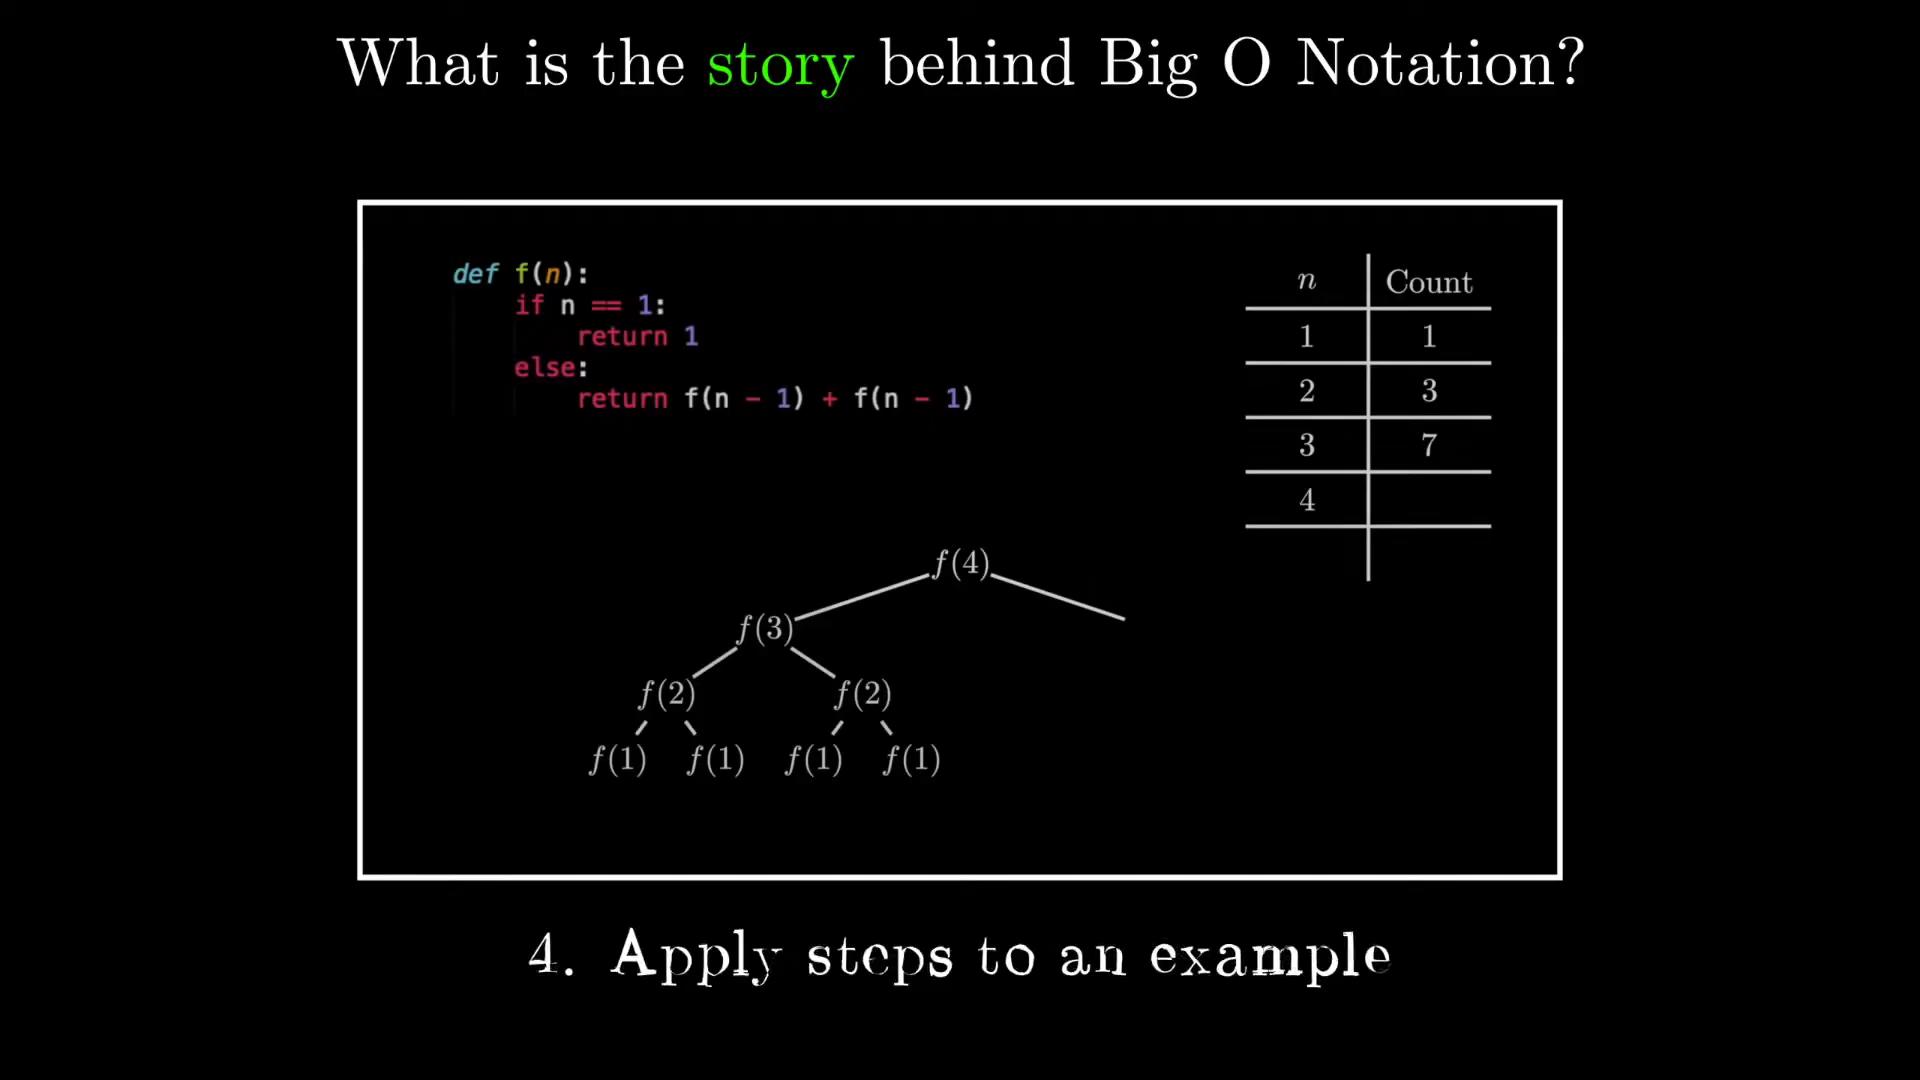 What is the story behind Big O Notation?
def f(n):
if n == 1:
return 1
else:
return f(n - 1) + f(n - 1)
n Count
1 1
2 3
3 7
4
f(4)
f(3)
f(2) f(2)
f(1) f(1) f(1) f(1)
4. Apply steps to an example